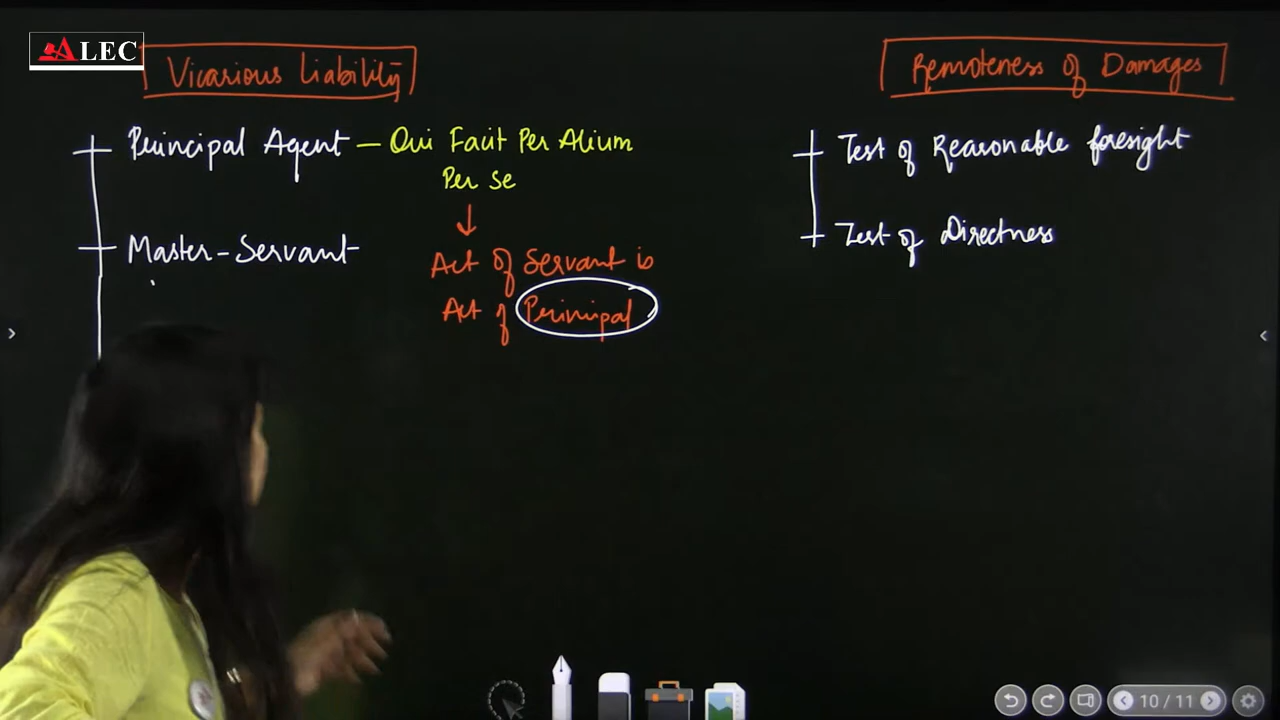 ALEC
Vicarious Liability
Principal Agent — Qui Facit Per Alium
Per Se
Master-Servant
Act of Servant is
Act of Principal
Remoteness of Damages
Test of Reasonable foresight
Test of Directness
10 / 11